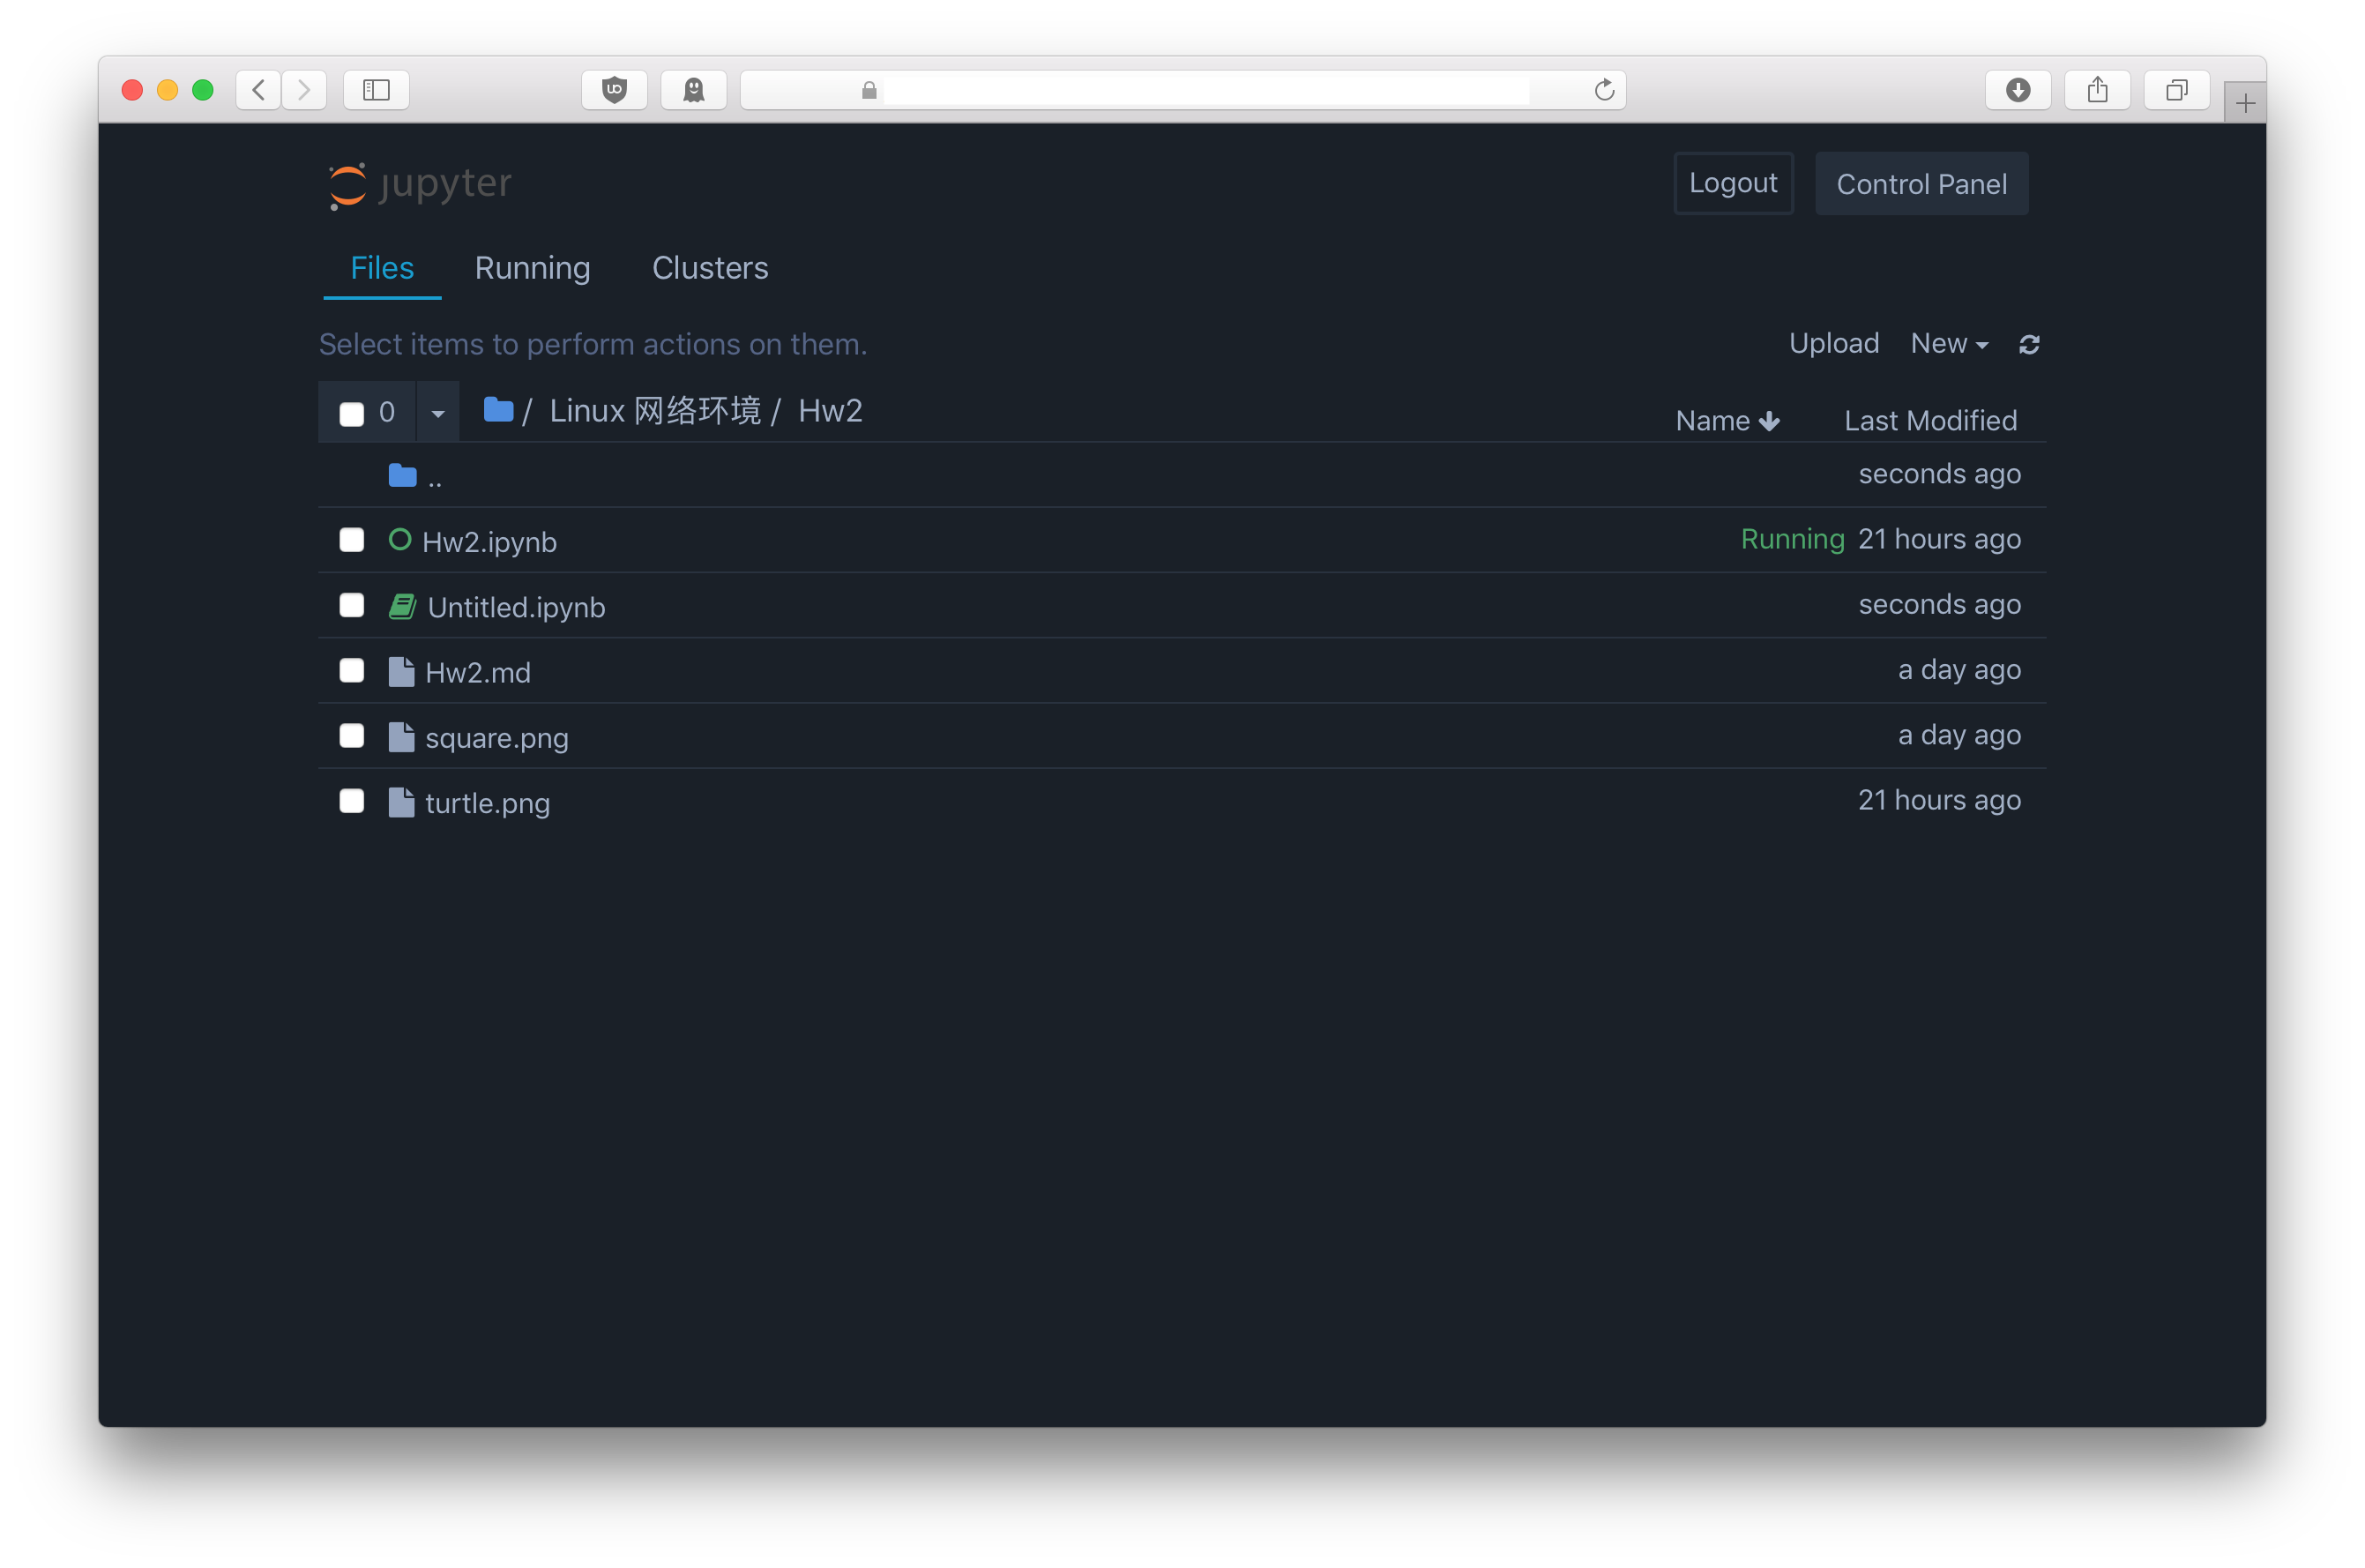 jupyter
Logout Control Panel
Files Running Clusters
Select items to perform actions on them.
Upload New
0 / Linux 网络环境 / Hw2
Name Last Modified
.. seconds ago
Hw2.ipynb Running 21 hours ago
Untitled.ipynb seconds ago
Hw2.md a day ago
square.png a day ago
turtle.png 21 hours ago